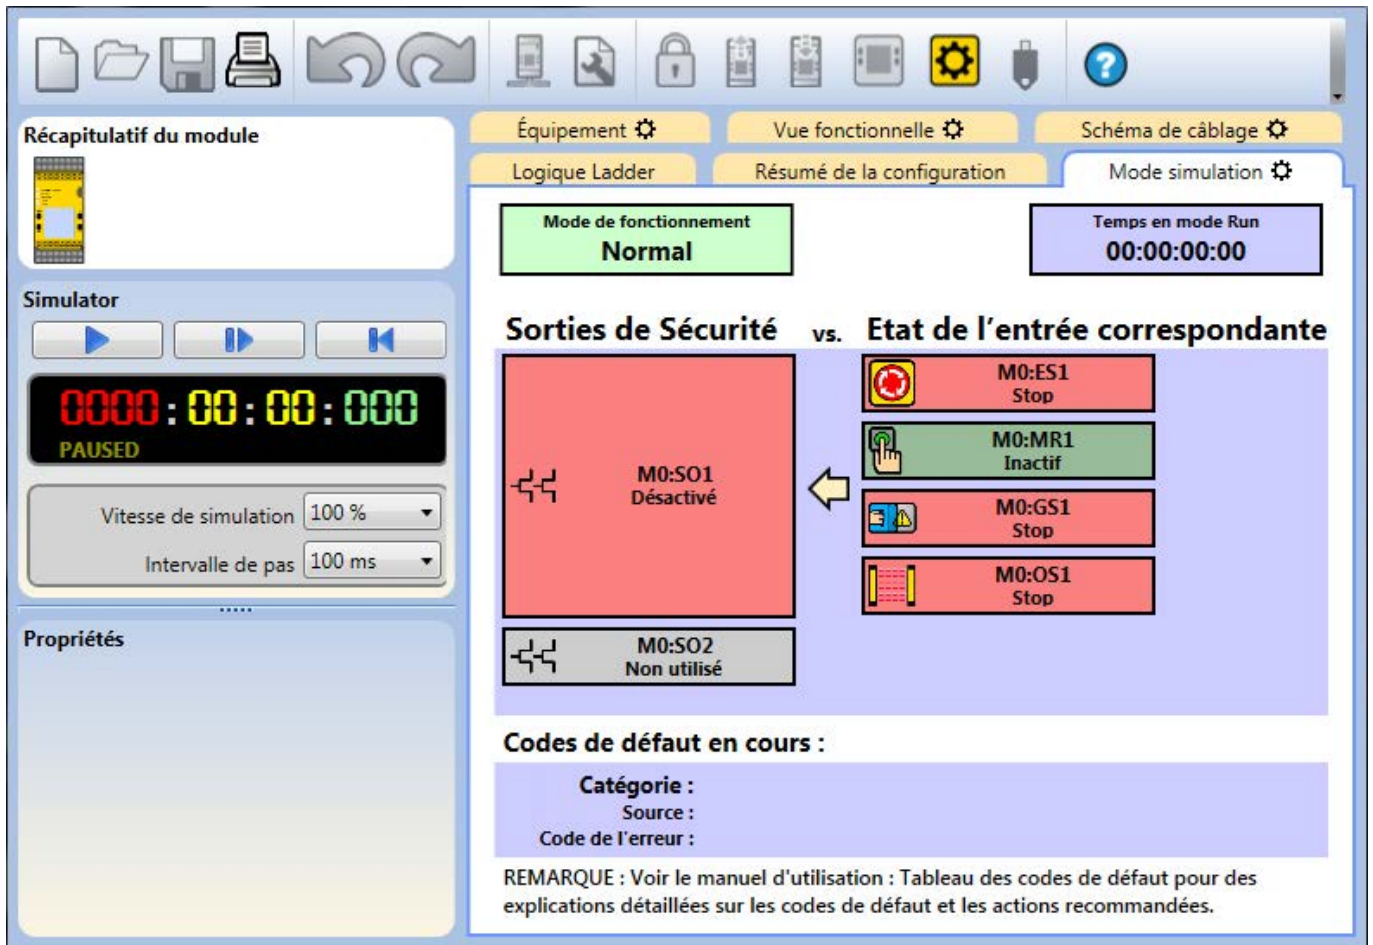 Récapitulatif du module
Simulator
0000:00:00:000
PAUSED
Vitesse de simulation 100 %
Intervalle de pas 100 ms
Propriétés
Équipement
Vue fonctionnelle
Schéma de câblage
Logique Ladder
Résumé de la configuration
Mode simulation
Mode de fonctionnement
Normal
Temps en mode Run
00:00:00:00
Sorties de Sécurité vs. Etat de l'entrée correspondante
M0:SO1
Désactivé
M0:SO2
Non utilisé
M0:ES1
Stop
M0:MR1
Inactif
M0:GS1
Stop
M0:OS1
Stop
Codes de défaut en cours :
Catégorie :
Source :
Code de l'erreur :
REMARQUE : Voir le manuel d'utilisation : Tableau des codes de défaut pour des
explications détaillées sur les codes de défaut et les actions recommandées.